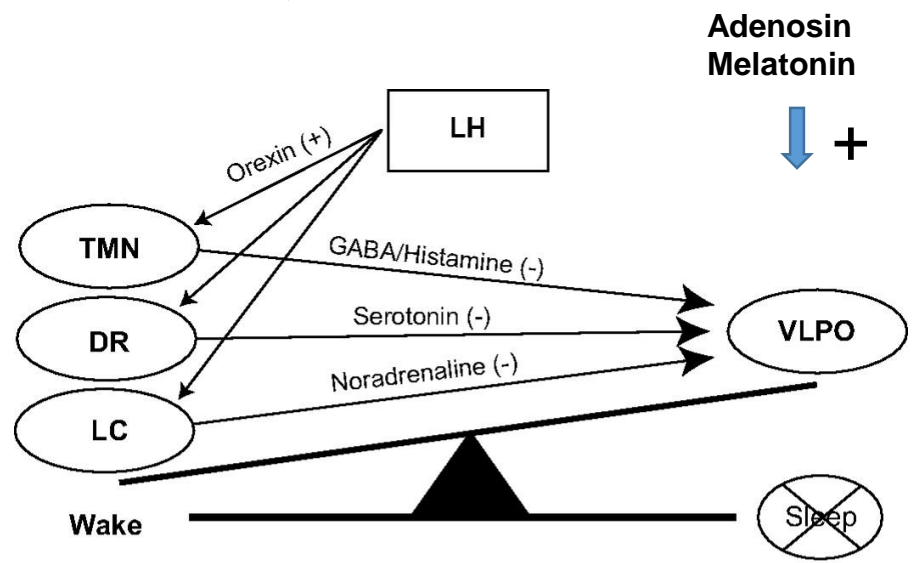 Adenosin
Melatonin
+
LH
Orexin (+)
TMN
GABA/Histamine (-)
DR
Serotonin (-)
VLPO
Noradrenaline (-)
LC
Wake
Sleep